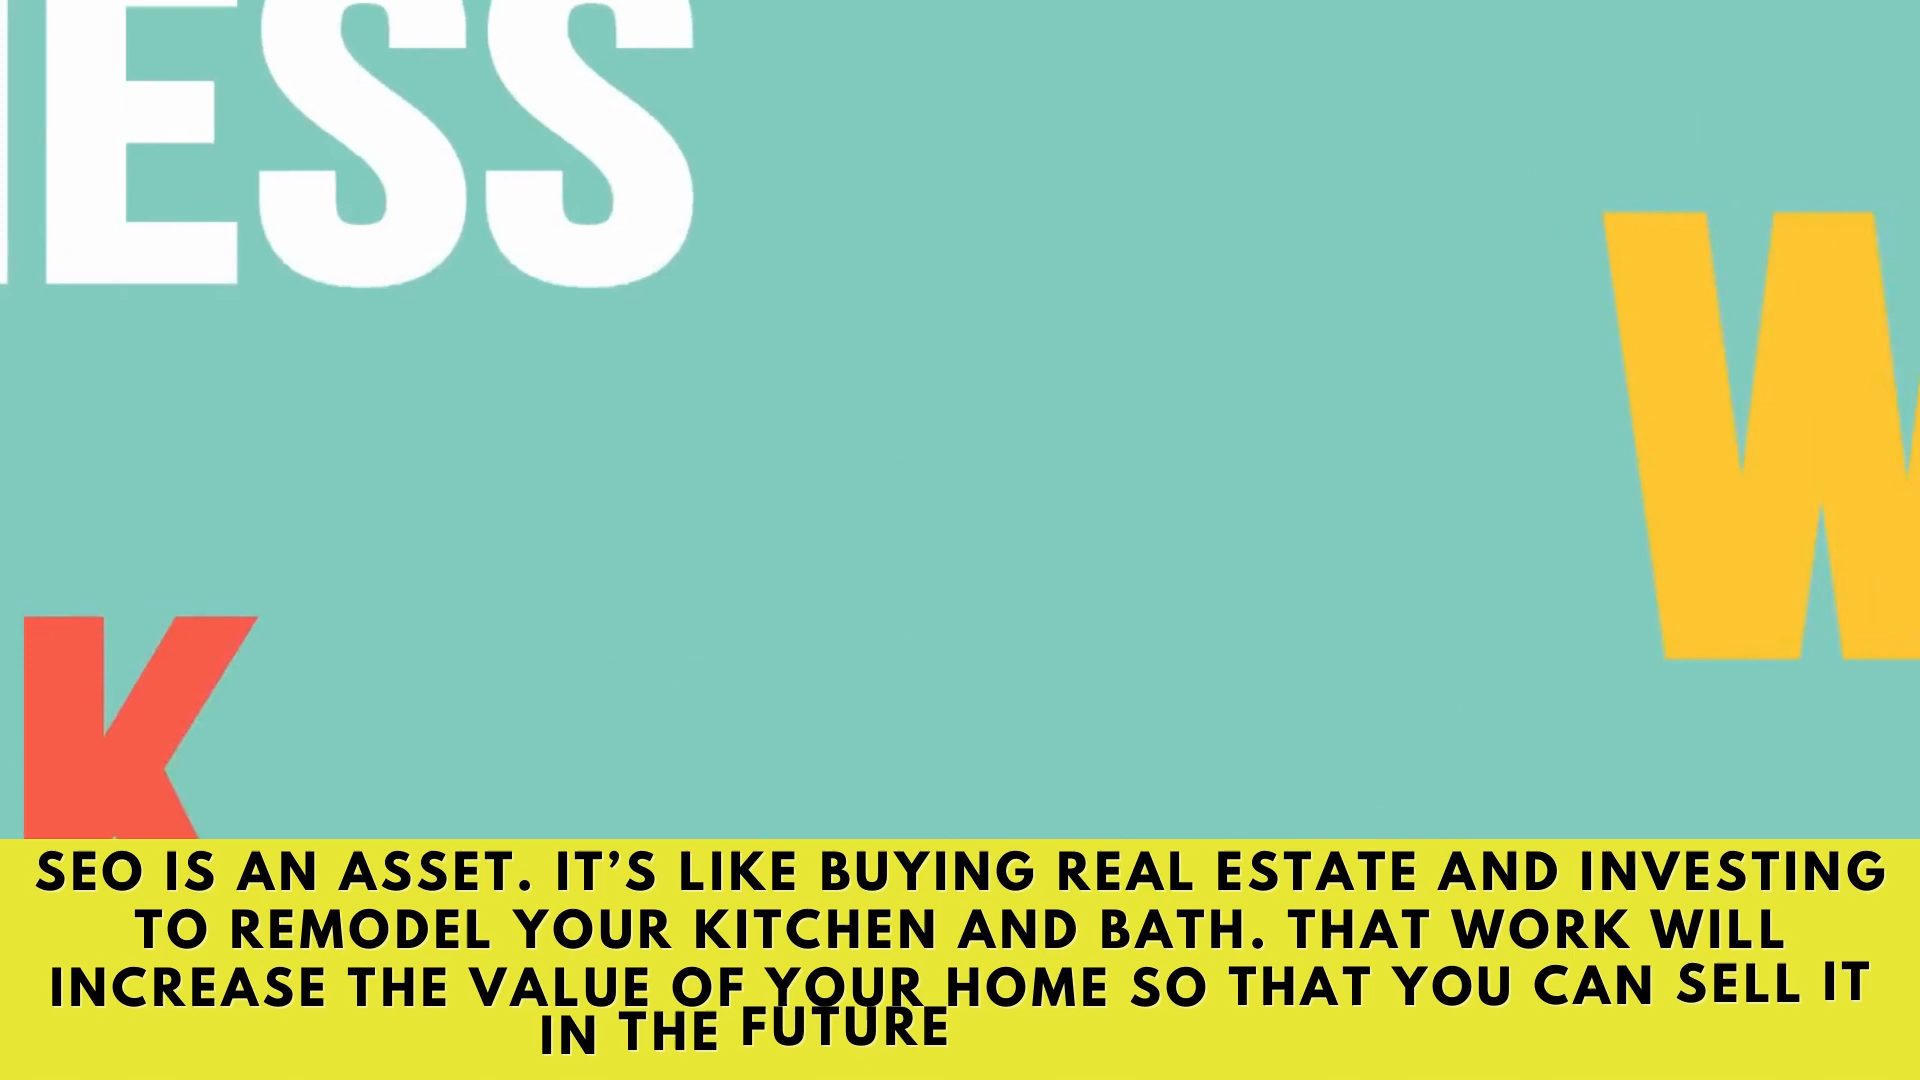 ESS
W
K
SEO IS AN ASSET. IT’S LIKE BUYING REAL ESTATE AND INVESTING
TO REMODEL YOUR KITCHEN AND BATH. THAT WORK WILL
INCREASE THE VALUE OF YOUR HOME SO THAT YOU CAN SELL IT
IN THE FUTURE